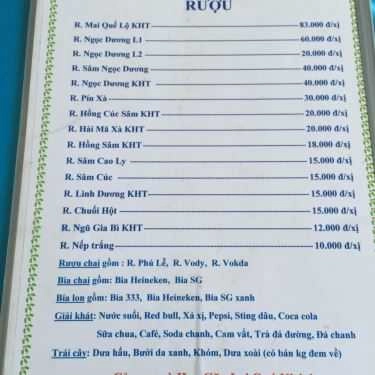 RƯỢU
R. Mai Quế Lộ KHT 83.000 đ/xị
R. Ngọc Dương L1 60.000 đ/xị
R. Ngọc Dương L2 20.000 đ/xị
R. Sâm Ngọc Dương 40.000 đ/xị
R. Ngọc Dương KHT 40.000 đ/xị
R. Pín Xà 30.000 đ/xị
R. Hồng Cúc Sâm KHT 20.000 đ/xị
R. Hải Mã Xà KHT 20.000 đ/xị
R. Hồng Sâm KHT 18.000 đ/xị
R. Sâm Cao Ly 15.000 đ/xị
R. Sâm Cúc 15.000 đ/xị
R. Linh Dương KHT 15.000 đ/xị
R. Chuối Hột 15.000 đ/xị
R. Ngũ Gia Bì KHT 12.000 đ/xị
R. Nếp trắng 10.000 đ/xị
Rượu chai gồm : R. Phú Lễ, R. Vody, R. Vokda
Bia chai gồm: Bia Heineken, Bia SG
Bia lon gồm: Bia 333, Bia Heineken, Bia SG xanh
Giải khát: Nước suối, Red bull, Xá xị, Pepsi, Sting dâu, Coca cola
Sữa chua, Café, Soda chanh, Cam vắt, Trà đá đường, Đá chanh
Trái cây: Dưa hấu, Bưởi da xanh, Khóm, Dưa xoài (có bán kg đem về)